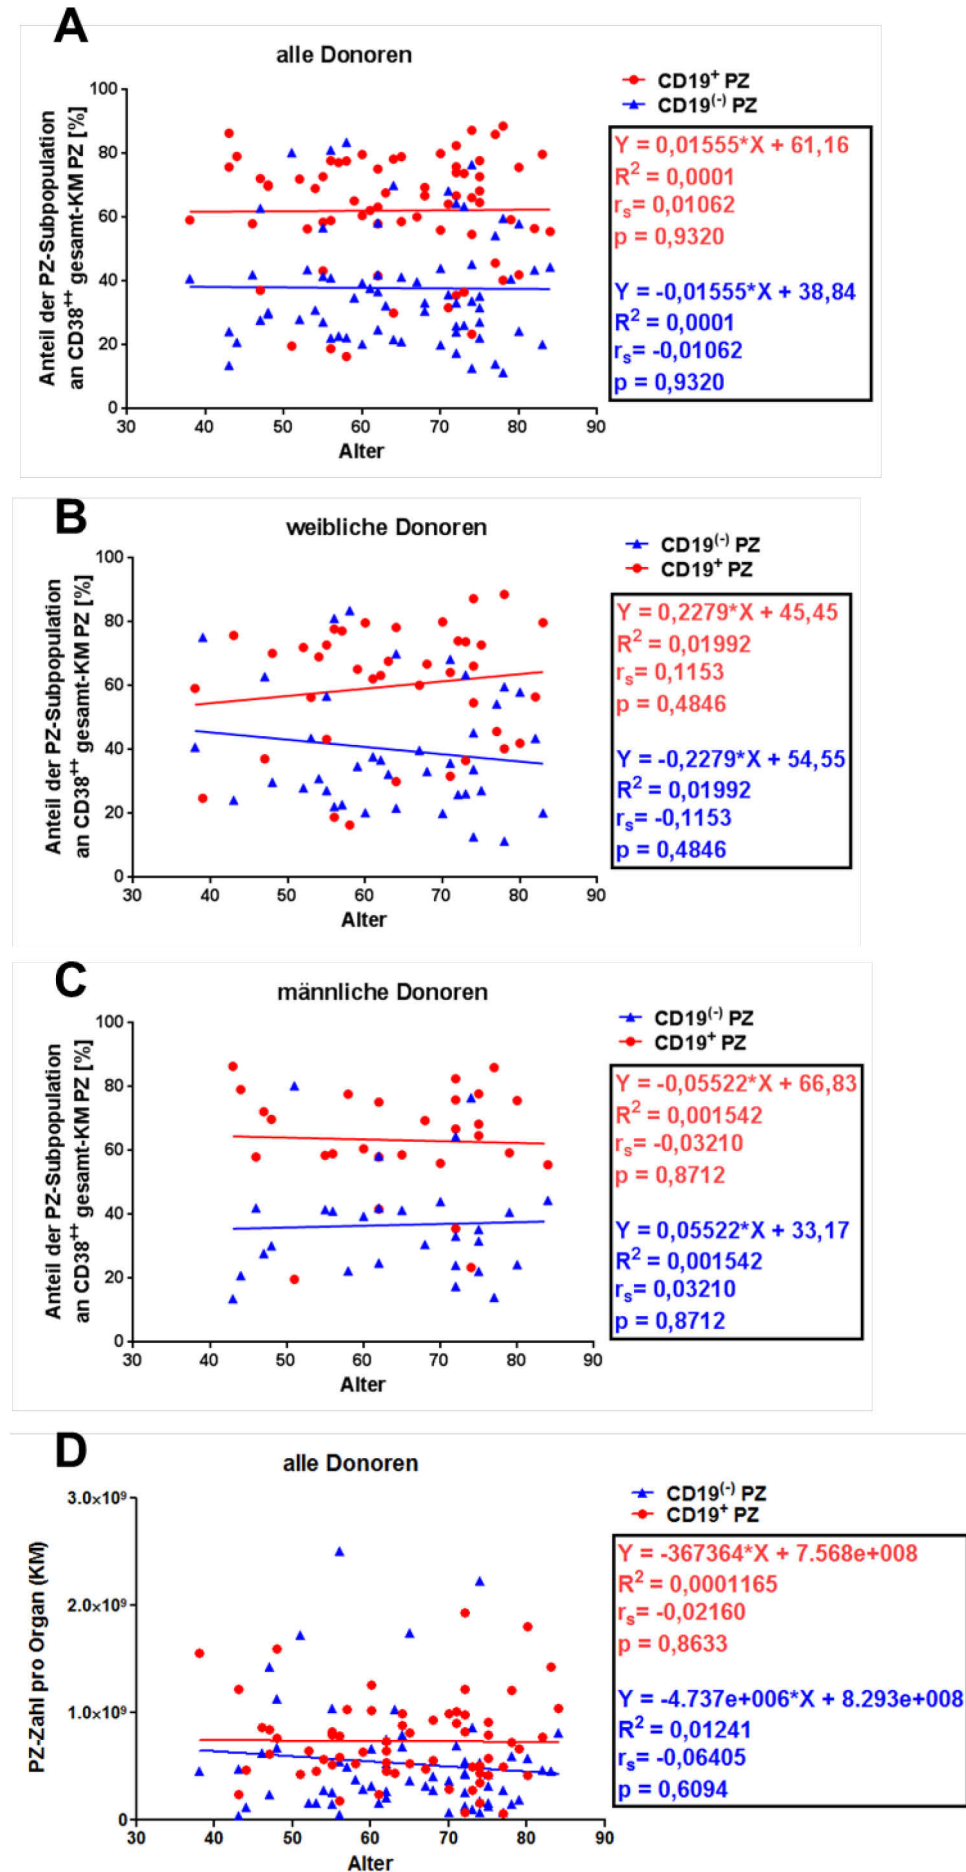 A
alle Donoren
Anteil der PZ-Subpopulation
an CD38⁺⁺ gesamt-KM PZ [%]
100
80
60
40
20
0
30 40 50 60 70 80 90
Alter
CD19⁺ PZ
CD19⁽⁻⁾ PZ
Y = 0,01555*X + 61,16
R² = 0,0001
rₛ= 0,01062
p = 0,9320
Y = -0,01555*X + 38,84
R² = 0,0001
rₛ= -0,01062
p = 0,9320
B
weibliche Donoren
Anteil der PZ-Subpopulation
an CD38⁺⁺ gesamt-KM PZ [%]
100
80
60
40
20
0
30 40 50 60 70 80 90
Alter
CD19⁽⁻⁾ PZ
CD19⁺ PZ
Y = 0,2279*X + 45,45
R² = 0,01992
rₛ= 0,1153
p = 0,4846
Y = -0,2279*X + 54,55
R² = 0,01992
rₛ= -0,1153
p = 0,4846
C
männliche Donoren
Anteil der PZ-Subpopulation
an CD38⁺⁺ gesamt-KM PZ [%]
100
80
60
40
20
0
30 40 50 60 70 80 90
Alter
CD19⁽⁻⁾ PZ
CD19⁺ PZ
Y = -0,05522*X + 66,83
R² = 0,001542
rₛ= -0,03210
p = 0,8712
Y = 0,05522*X + 33,17
R² = 0,001542
rₛ= 0,03210
p = 0,8712
D
alle Donoren
PZ-Zahl pro Organ (KM)
3.0×10⁹
2.0×10⁹
1.0×10⁹
0
30 40 50 60 70 80 90
Alter
CD19⁽⁻⁾ PZ
CD19⁺ PZ
Y = -367364*X + 7.568e+008
R² = 0,0001165
rₛ= -0,02160
p = 0,8633
Y = -4.737e+006*X + 8.293e+008
R² = 0,01241
rₛ= -0,06405
p = 0,6094